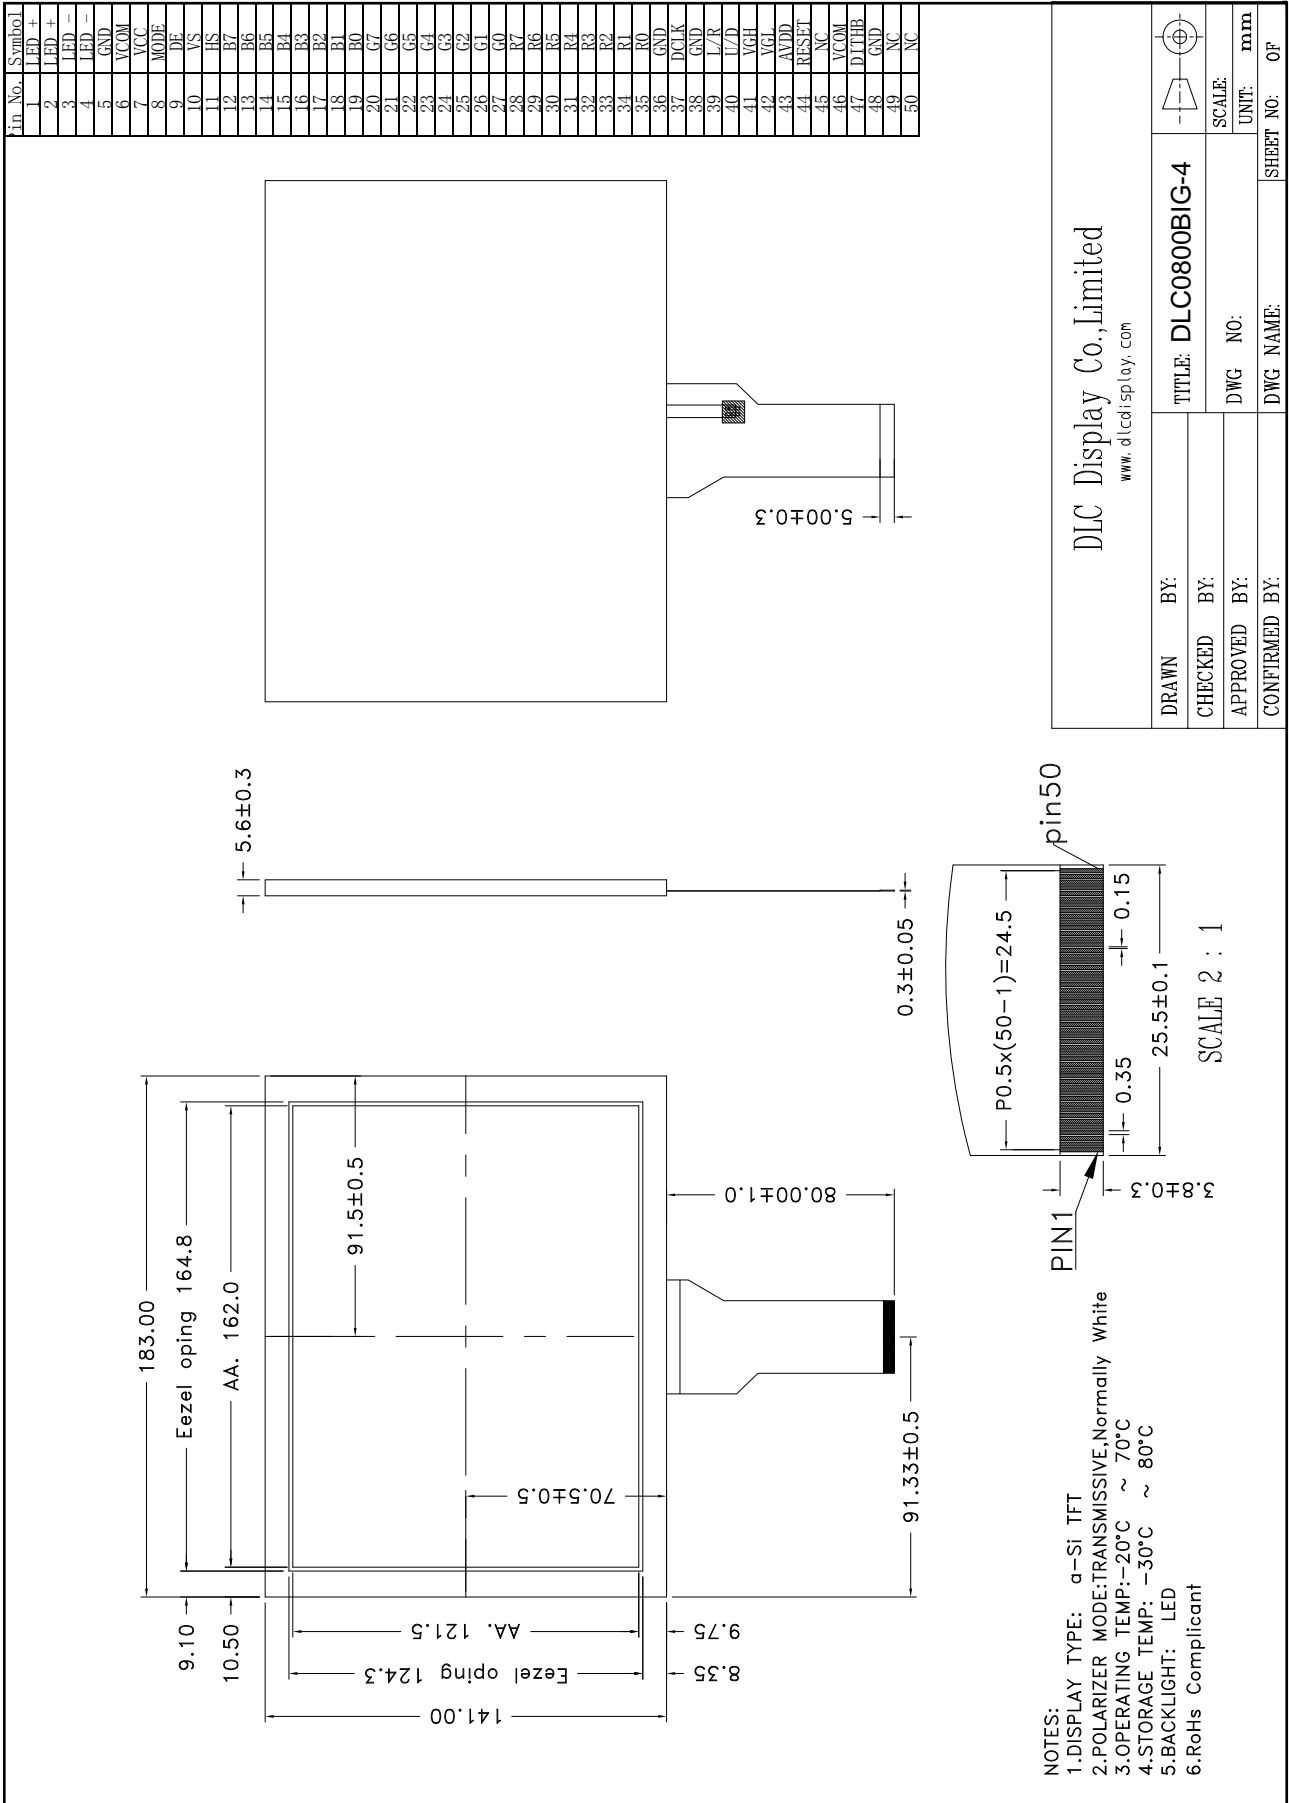 in No. Symbol
1 LED +
2 LED +
3 LED -
4 LED -
5 GND
6 VCOM
7 VCC
8 MODE
9 DE
10 VS
11 HS
12 B7
13 B6
14 B5
15 B4
16 B3
17 B2
18 B1
19 B0
20 G7
21 G6
22 G5
23 G4
24 G3
25 G2
26 G1
27 G0
28 R7
29 R6
30 R5
31 R4
32 R3
33 R2
34 R1
35 R0
36 GND
37 DCLK
38 GND
39 L/R
40 U/D
41 VGH
42 VGL
43 AVDD
44 RESET
45 NC
46 VCOM
47 DITHB
48 GND
49 NC
50 NC
183.00
Eezel oping 164.8
AA. 162.0
91.5±0.5
9.10
10.50
70.5±0.5
AA. 121.5
Eezel oping 124.3
141.00
9.75
8.35
80.00±1.0
91.33±0.5
5.6±0.3
0.3±0.05
5.00±0.3
P0.5x(50-1)=24.5
pin50
PIN1
0.35
0.15
25.5±0.1
3.8±0.3
SCALE 2 : 1
NOTES:
1.DISPLAY TYPE: a-Si TFT
2.POLARIZER MODE:TRANSMISSIVE,Normally White
3.OPERATING TEMP:-20°C ~ 70°C
4.STORAGE TEMP: -30°C ~ 80°C
5.BACKLIGHT: LED
6.RoHs Complicant
DLC Display Co.,Limited
www.dlcdisplay.com
DRAWN BY:
TITLE: DLC0800BIG-4
CHECKED BY:
SCALE:
APPROVED BY:
DWG NO:
UNIT: mm
CONFIRMED BY:
DWG NAME:
SHEET NO: OF